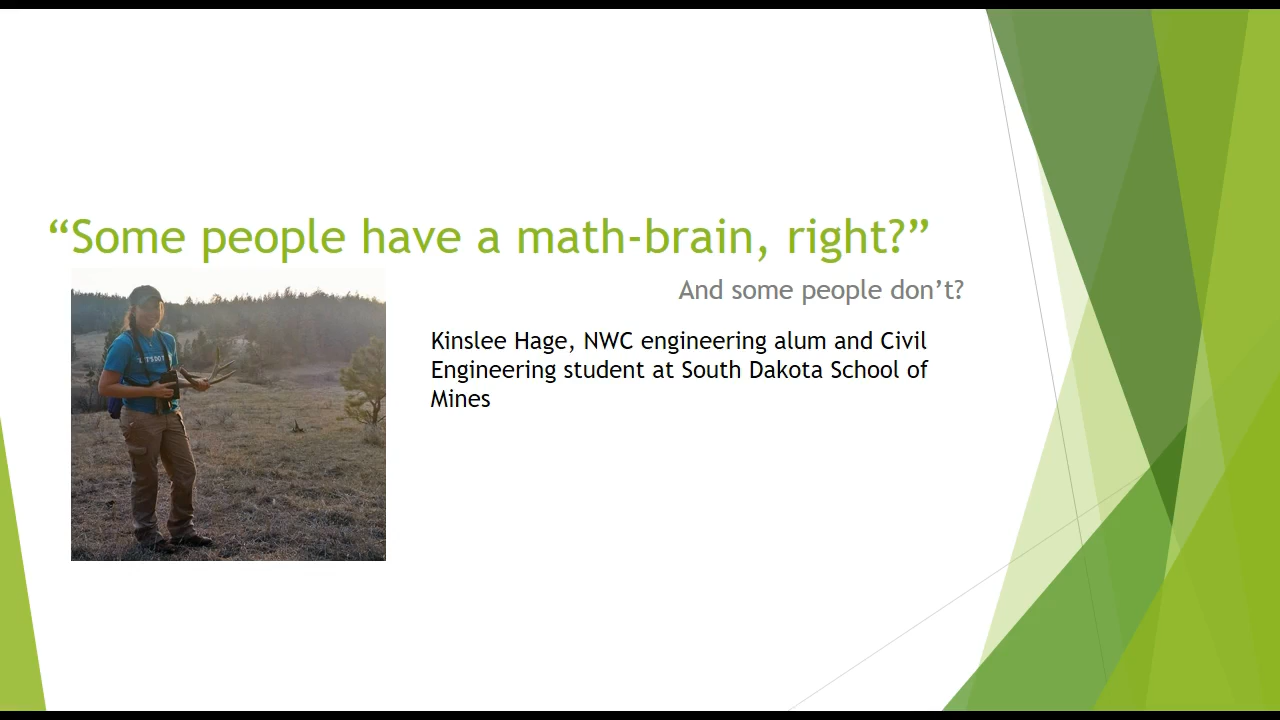 “Some people have a math-brain, right?”
And some people don’t?
Kinslee Hage, NWC engineering alum and Civil
Engineering student at South Dakota School of
Mines